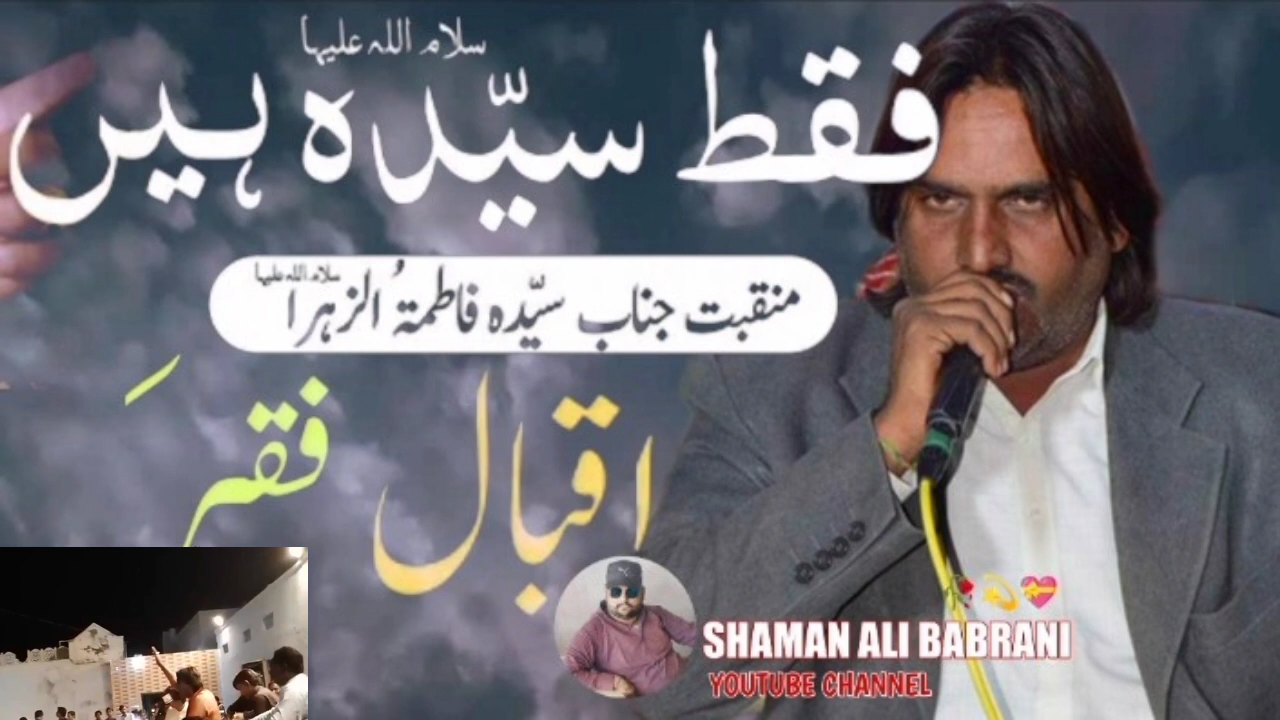 سلام اللہ علیہا
فقط سیّدہ ہیں
سلام اللہ علیہا
منقبت جناب سیّدہ فاطمۃُ الزہرا
اقبال
SHAMAN ALI BABRANI
YOUTUBE CHANNEL